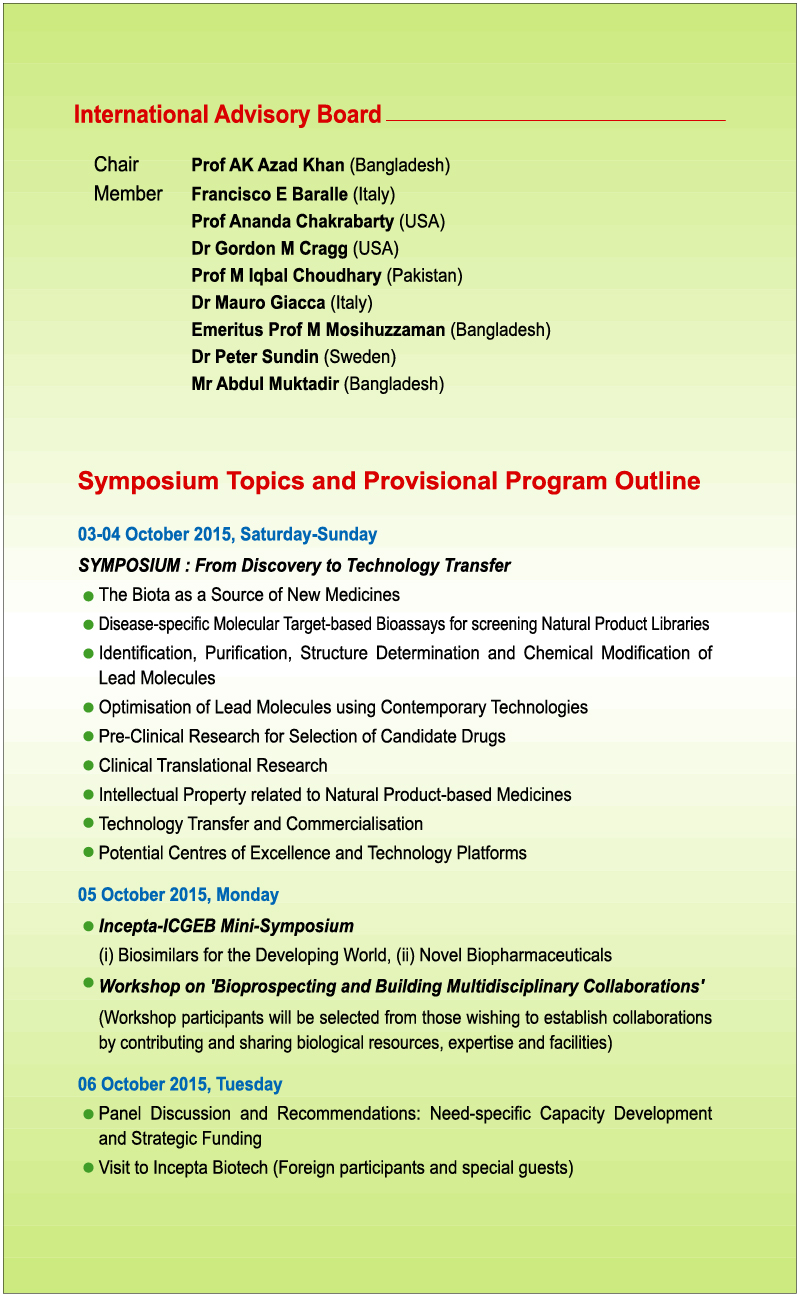 International Advisory Board
Chair Prof AK Azad Khan (Bangladesh)
Member Francisco E Baralle (Italy)
Prof Ananda Chakrabarty (USA)
Dr Gordon M Cragg (USA)
Prof M Iqbal Choudhary (Pakistan)
Dr Mauro Giacca (Italy)
Emeritus Prof M Mosihuzzaman (Bangladesh)
Dr Peter Sundin (Sweden)
Mr Abdul Muktadir (Bangladesh)
Symposium Topics and Provisional Program Outline
03-04 October 2015, Saturday-Sunday
SYMPOSIUM : From Discovery to Technology Transfer
● The Biota as a Source of New Medicines
● Disease-specific Molecular Target-based Bioassays for screening Natural Product Libraries
● Identification, Purification, Structure Determination and Chemical Modification of
Lead Molecules
● Optimisation of Lead Molecules using Contemporary Technologies
● Pre-Clinical Research for Selection of Candidate Drugs
● Clinical Translational Research
● Intellectual Property related to Natural Product-based Medicines
● Technology Transfer and Commercialisation
● Potential Centres of Excellence and Technology Platforms
05 October 2015, Monday
● Incepta-ICGEB Mini-Symposium
(i) Biosimilars for the Developing World, (ii) Novel Biopharmaceuticals
● Workshop on 'Bioprospecting and Building Multidisciplinary Collaborations'
(Workshop participants will be selected from those wishing to establish collaborations
by contributing and sharing biological resources, expertise and facilities)
06 October 2015, Tuesday
● Panel Discussion and Recommendations: Need-specific Capacity Development
and Strategic Funding
● Visit to Incepta Biotech (Foreign participants and special guests)